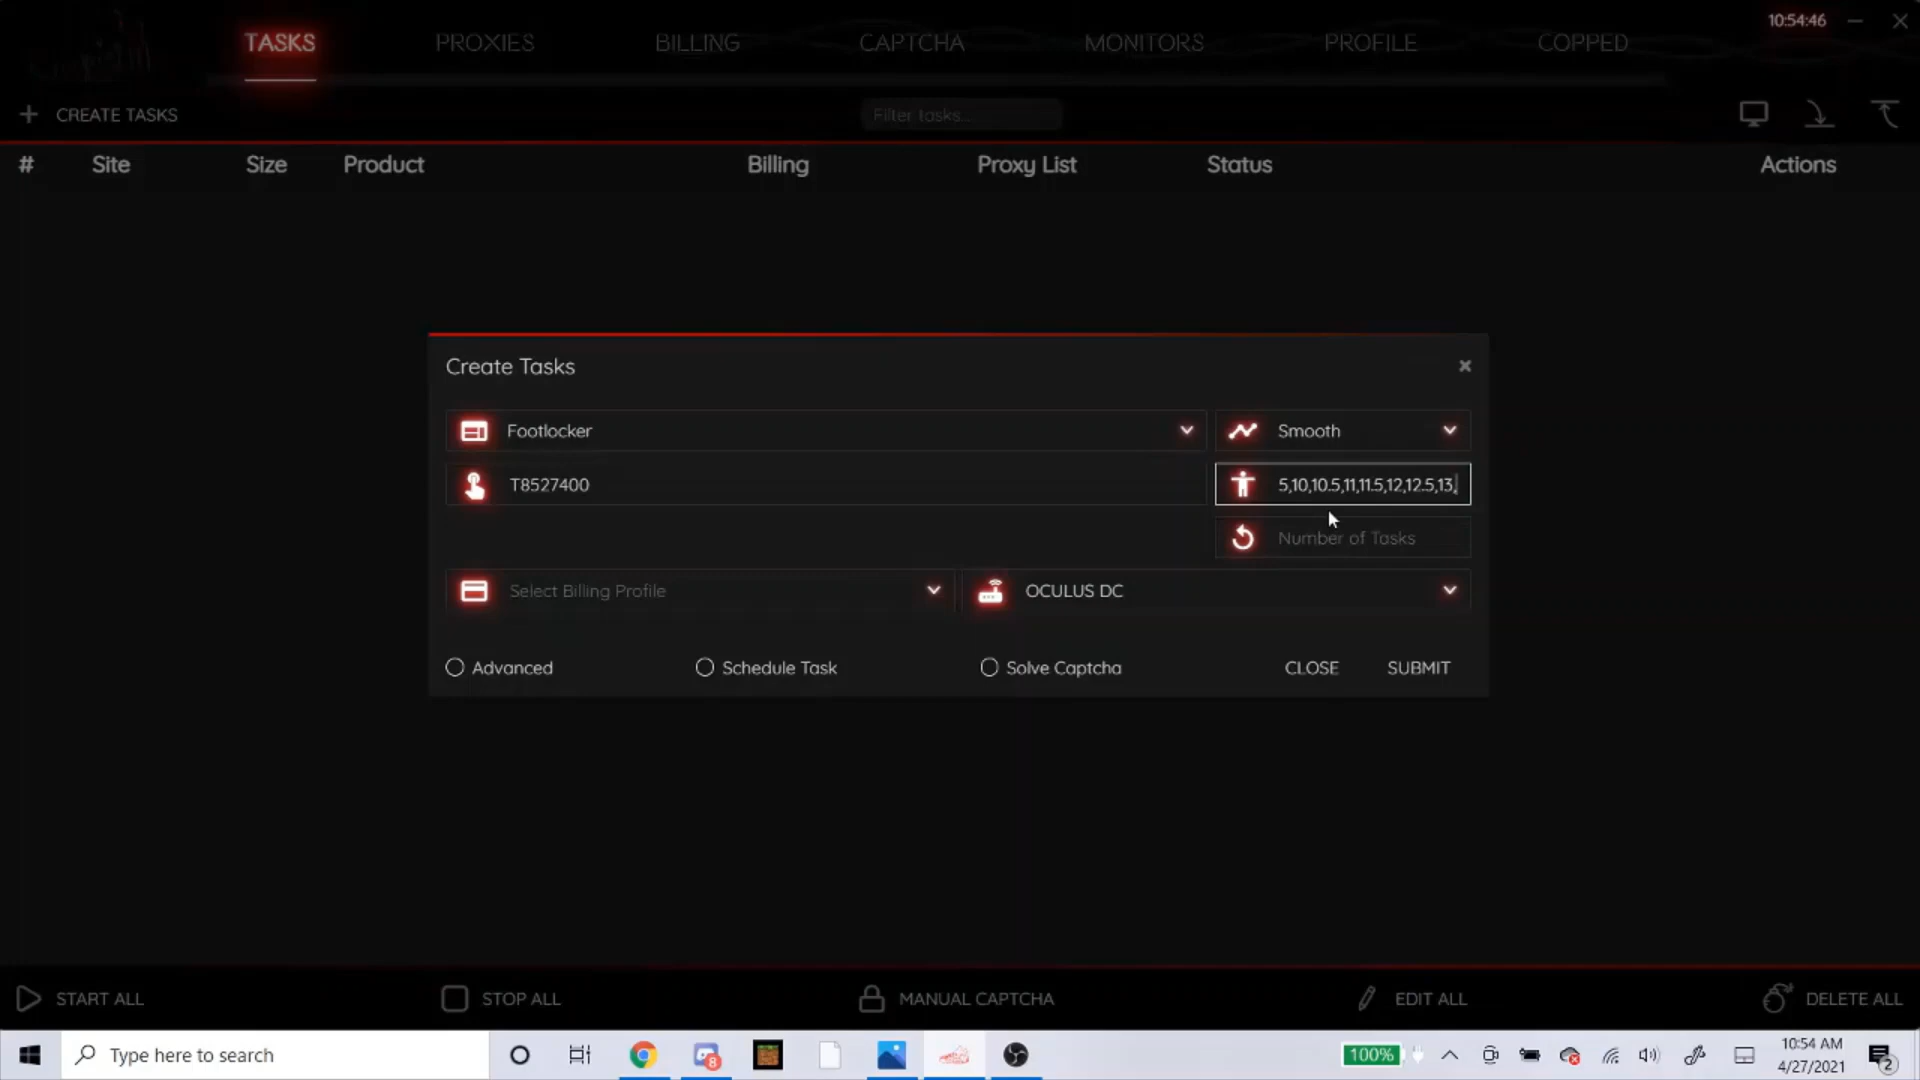 TASKS PROXIES BILLING CAPTCHA MONITORS PROFILE COPPED 10:54:46
CREATE TASKS Filter tasks...
# Site Size Product Billing Proxy List Status Actions
Create Tasks
Footlocker Smooth
T8527400 5,10,10.5,11,11.5,12,12.5,13,
Number of Tasks
Select Billing Profile OCULUS DC
Advanced Schedule Task Solve Captcha CLOSE SUBMIT
START ALL STOP ALL MANUAL CAPTCHA EDIT ALL DELETE ALL
Type here to search 8 100% 10:54 AM
4/27/2021 2